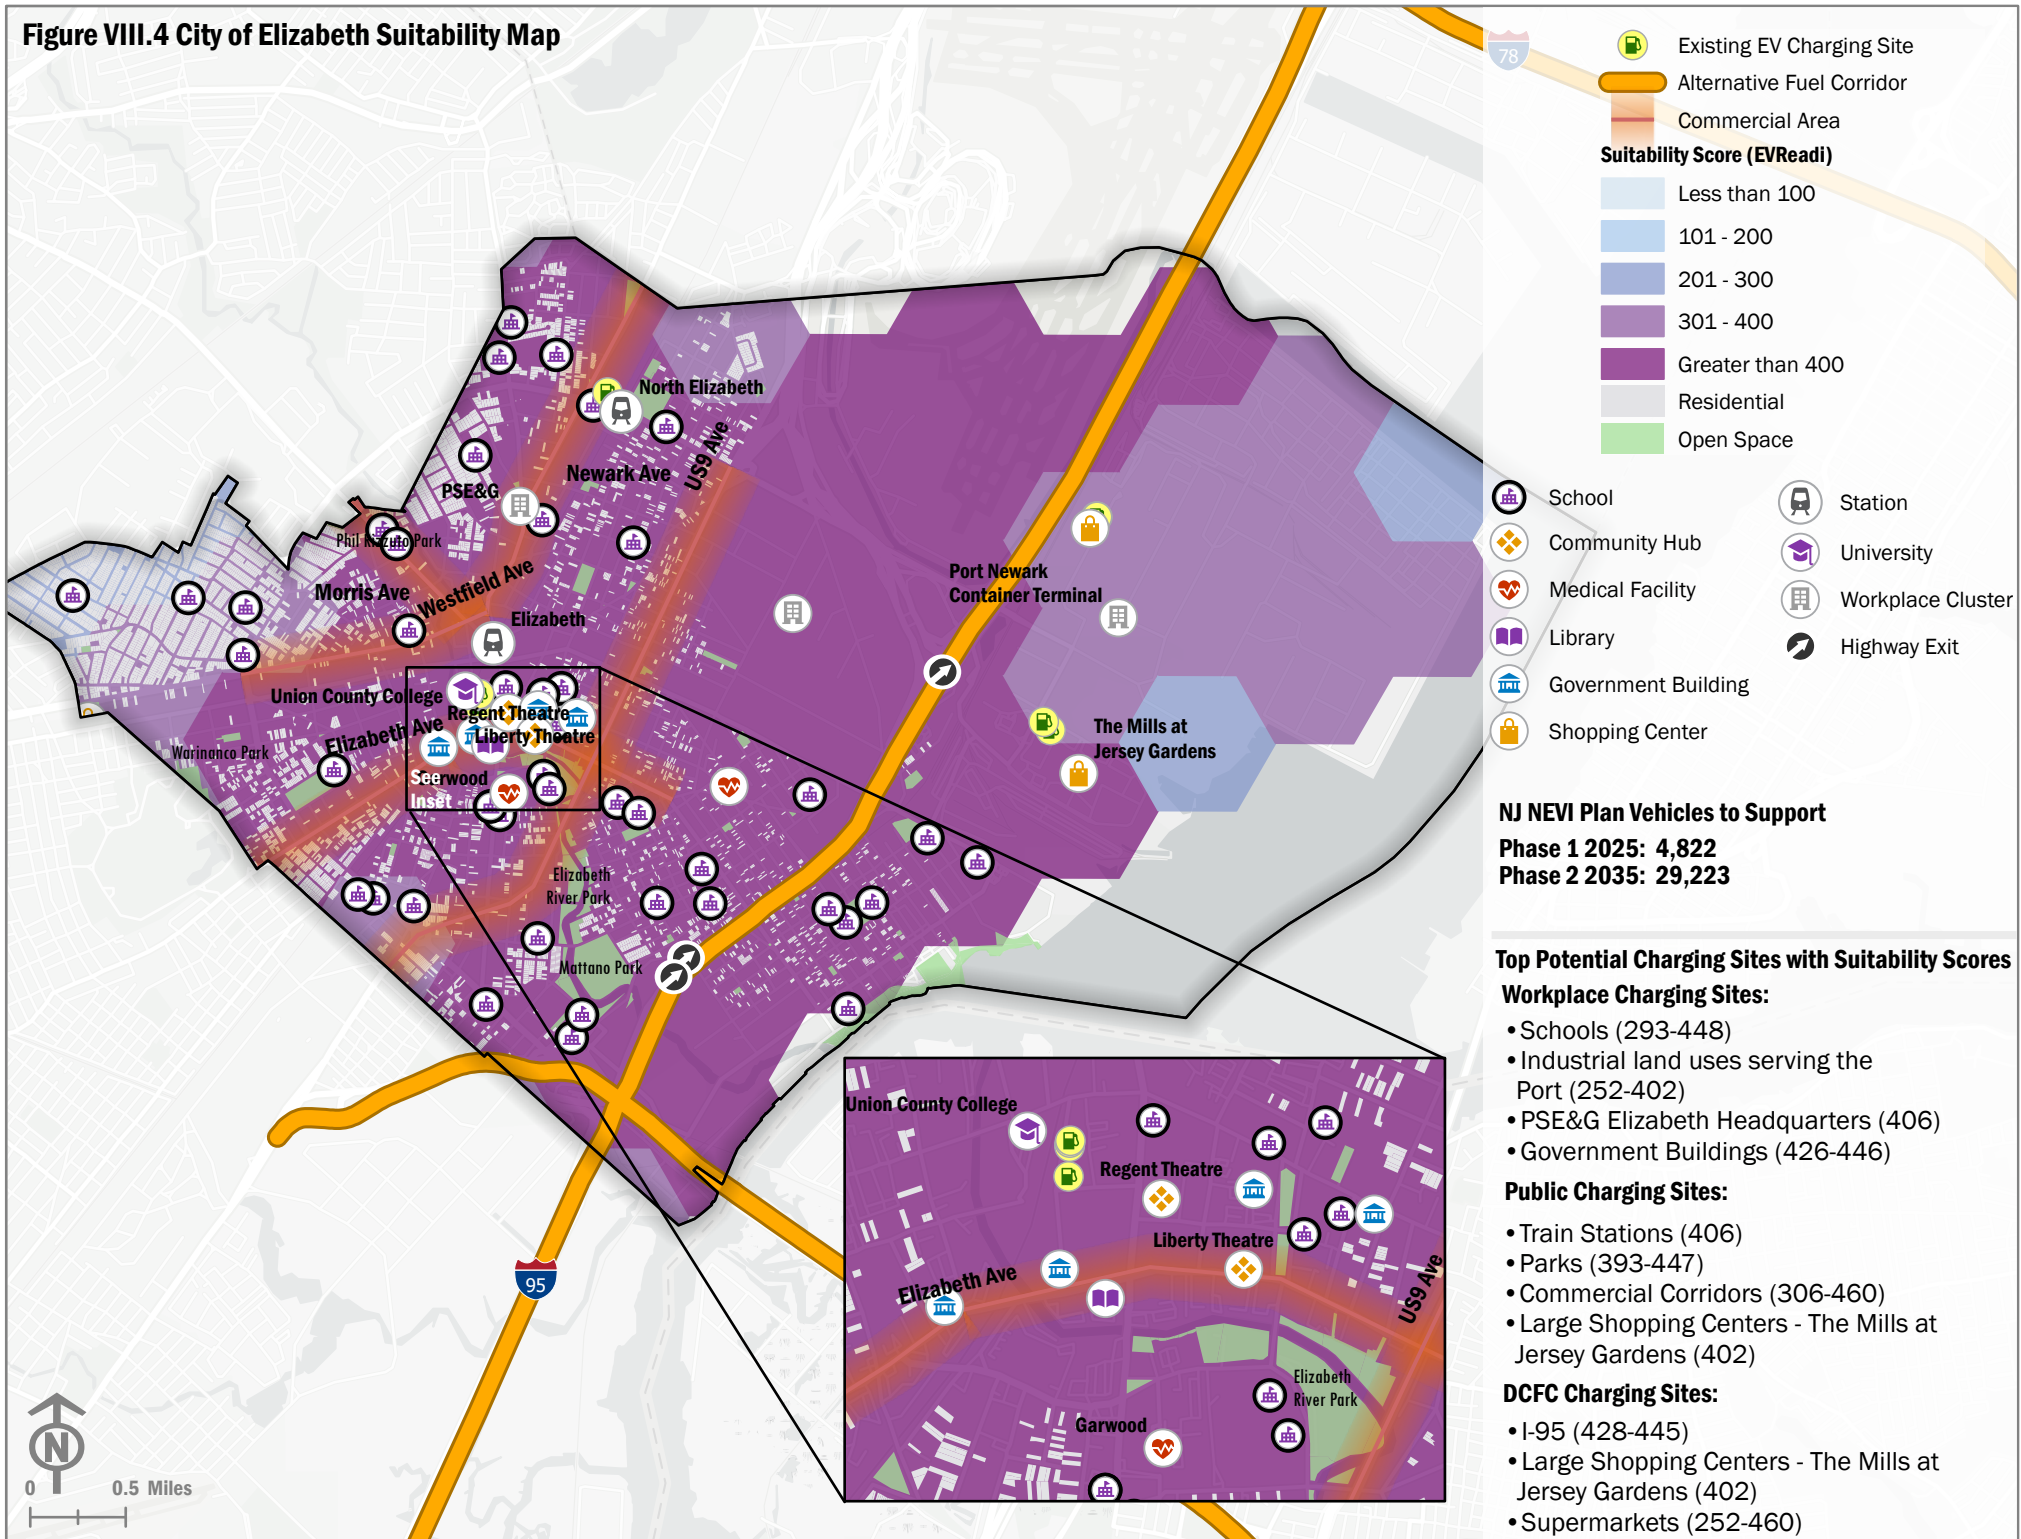 Figure VIII.4 City of Elizabeth Suitability Map
78
Existing EV Charging Site
Alternative Fuel Corridor
Commercial Area
Suitability Score (EVReadi)
Less than 100
101 - 200
201 - 300
301 - 400
Greater than 400
Residential
Open Space
School
Community Hub
Medical Facility
Library
Government Building
Shopping Center
Station
University
Workplace Cluster
Highway Exit
NJ NEVI Plan Vehicles to Support
Phase 1 2025: 4,822
Phase 2 2035: 29,223
Top Potential Charging Sites with Suitability Scores
Workplace Charging Sites:
•Schools (293-448)
•Industrial land uses serving the
Port (252-402)
•PSE&G Elizabeth Headquarters (406)
•Government Buildings (426-446)
Public Charging Sites:
•Train Stations (406)
•Parks (393-447)
•Commercial Corridors (306-460)
•Large Shopping Centers - The Mills at
Jersey Gardens (402)
DCFC Charging Sites:
•I-95 (428-445)
•Large Shopping Centers - The Mills at
Jersey Gardens (402)
•Supermarkets (252-460)
North Elizabeth
US9 Ave
Newark Ave
PSE&G
Phil Rizzuto Park
Morris Ave
Westfield Ave
Elizabeth
Port Newark
Container Terminal
Union County College
Regent Theatre
Elizabeth Ave
Liberty Theatre
Warinanco Park
The Mills at
Jersey Gardens
Inset
Elizabeth
River Park
Mattano Park
95
Union County College
Regent Theatre
Liberty Theatre
Elizabeth Ave
US9 Ave
Elizabeth
River Park
Garwood
N
0 0.5 Miles